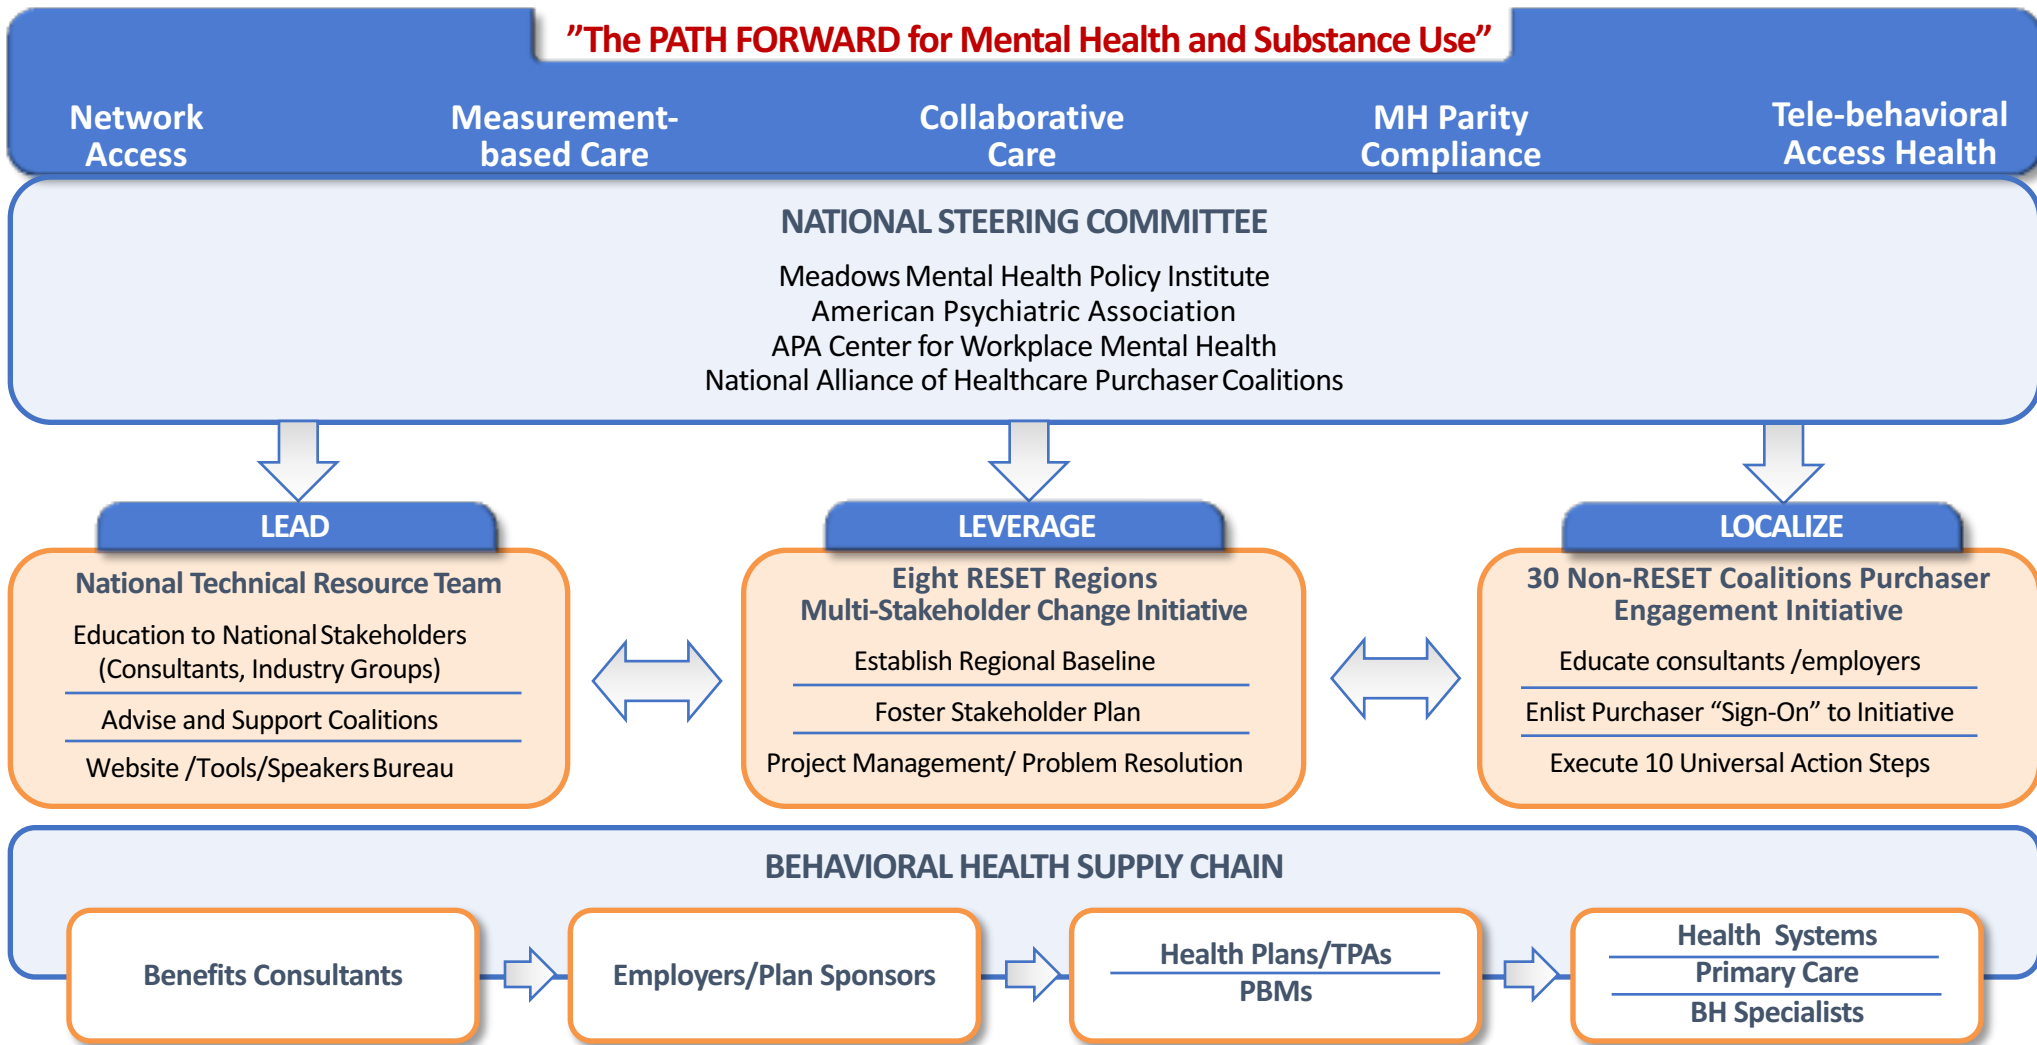 ”The PATH FORWARD for Mental Health and Substance Use”
Network
Access
Measurement-
based Care
Collaborative
Care
MH Parity
Compliance
Tele-behavioral
Access Health
NATIONAL STEERING COMMITTEE
Meadows Mental Health Policy Institute
American Psychiatric Association
APA Center for Workplace Mental Health
National Alliance of Healthcare Purchaser Coalitions
LEAD
National Technical Resource Team
Education to National Stakeholders
(Consultants, Industry Groups)
Advise and Support Coalitions
Website /Tools/Speakers Bureau
LEVERAGE
Eight RESET Regions
Multi-Stakeholder Change Initiative
Establish Regional Baseline
Foster Stakeholder Plan
Project Management/ Problem Resolution
LOCALIZE
30 Non-RESET Coalitions Purchaser
Engagement Initiative
Educate consultants /employers
Enlist Purchaser “Sign-On” to Initiative
Execute 10 Universal Action Steps
BEHAVIORAL HEALTH SUPPLY CHAIN
Benefits Consultants
Employers/Plan Sponsors
Health Plans/TPAs
PBMs
Health Systems
Primary Care
BH Specialists